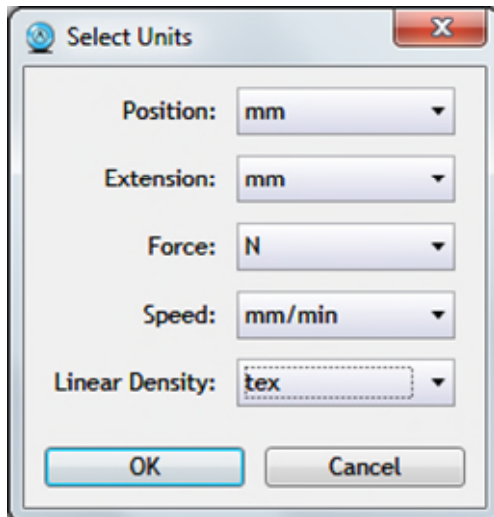 Select Units
Position: mm
Extension: mm
Force: N
Speed: mm/min
Linear Density: tex
OK Cancel